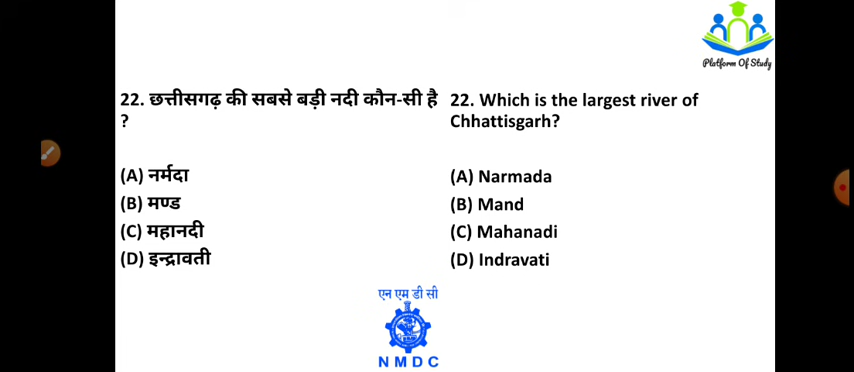 Platform Of Study
22. छत्तीसगढ़ की सबसे बड़ी नदी कौन-सी है
?
(A) नर्मदा
(B) मण्ड
(C) महानदी
(D) इन्द्रावती
22. Which is the largest river of
Chhattisgarh?
(A) Narmada
(B) Mand
(C) Mahanadi
(D) Indravati
एन एम डी सी
NMDC